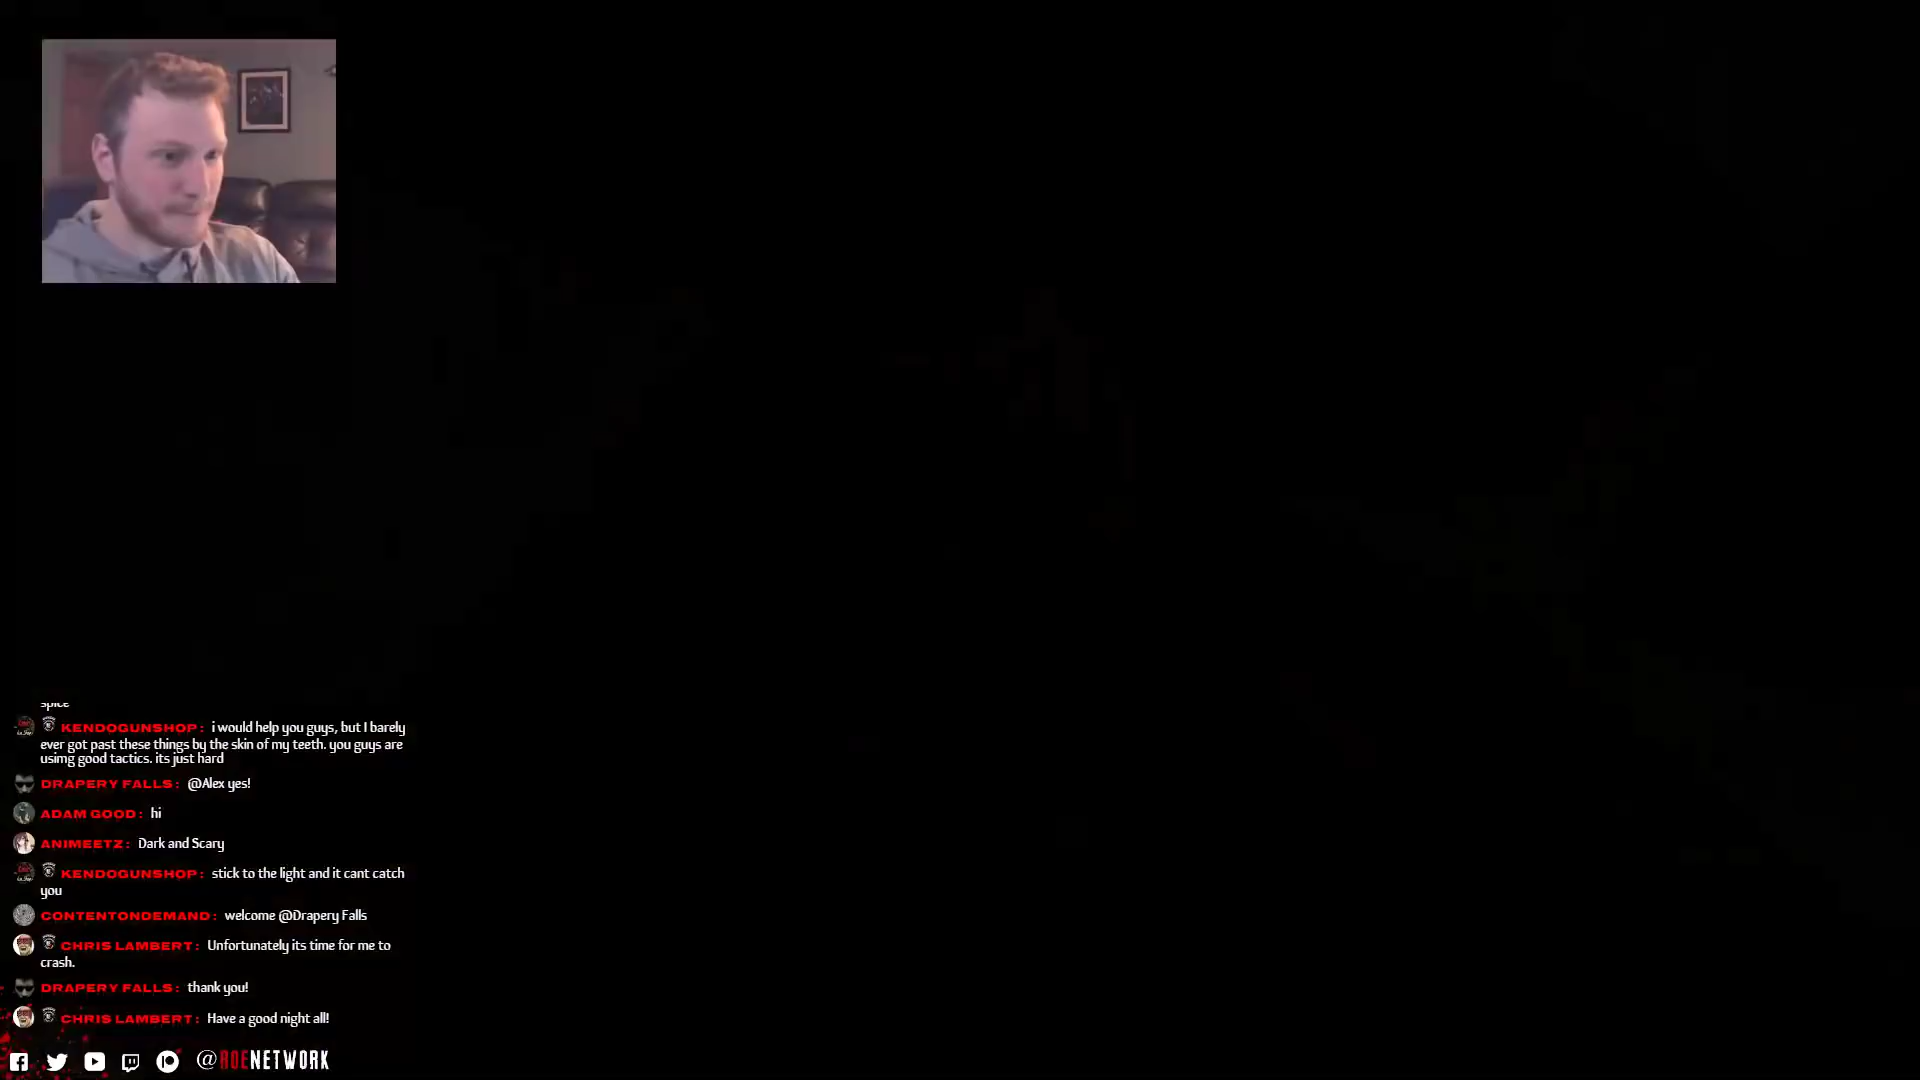 spice
KENDOGUNSHOP: i would help you guys, but I barely
ever got past these things by the skin of my teeth. you guys are
usimg good tactics. its just hard
DRAPERY FALLS: @Alex yes!
ADAM GOOD: hi
ANIMEETZ: Dark and Scary
KENDOGUNSHOP: stick to the light and it cant catch
you
CONTENTONDEMAND: welcome @Drapery Falls
CHRIS LAMBERT: Unfortunately its time for me to
crash.
DRAPERY FALLS: thank you!
CHRIS LAMBERT: Have a good night all!
@ROENETWORK